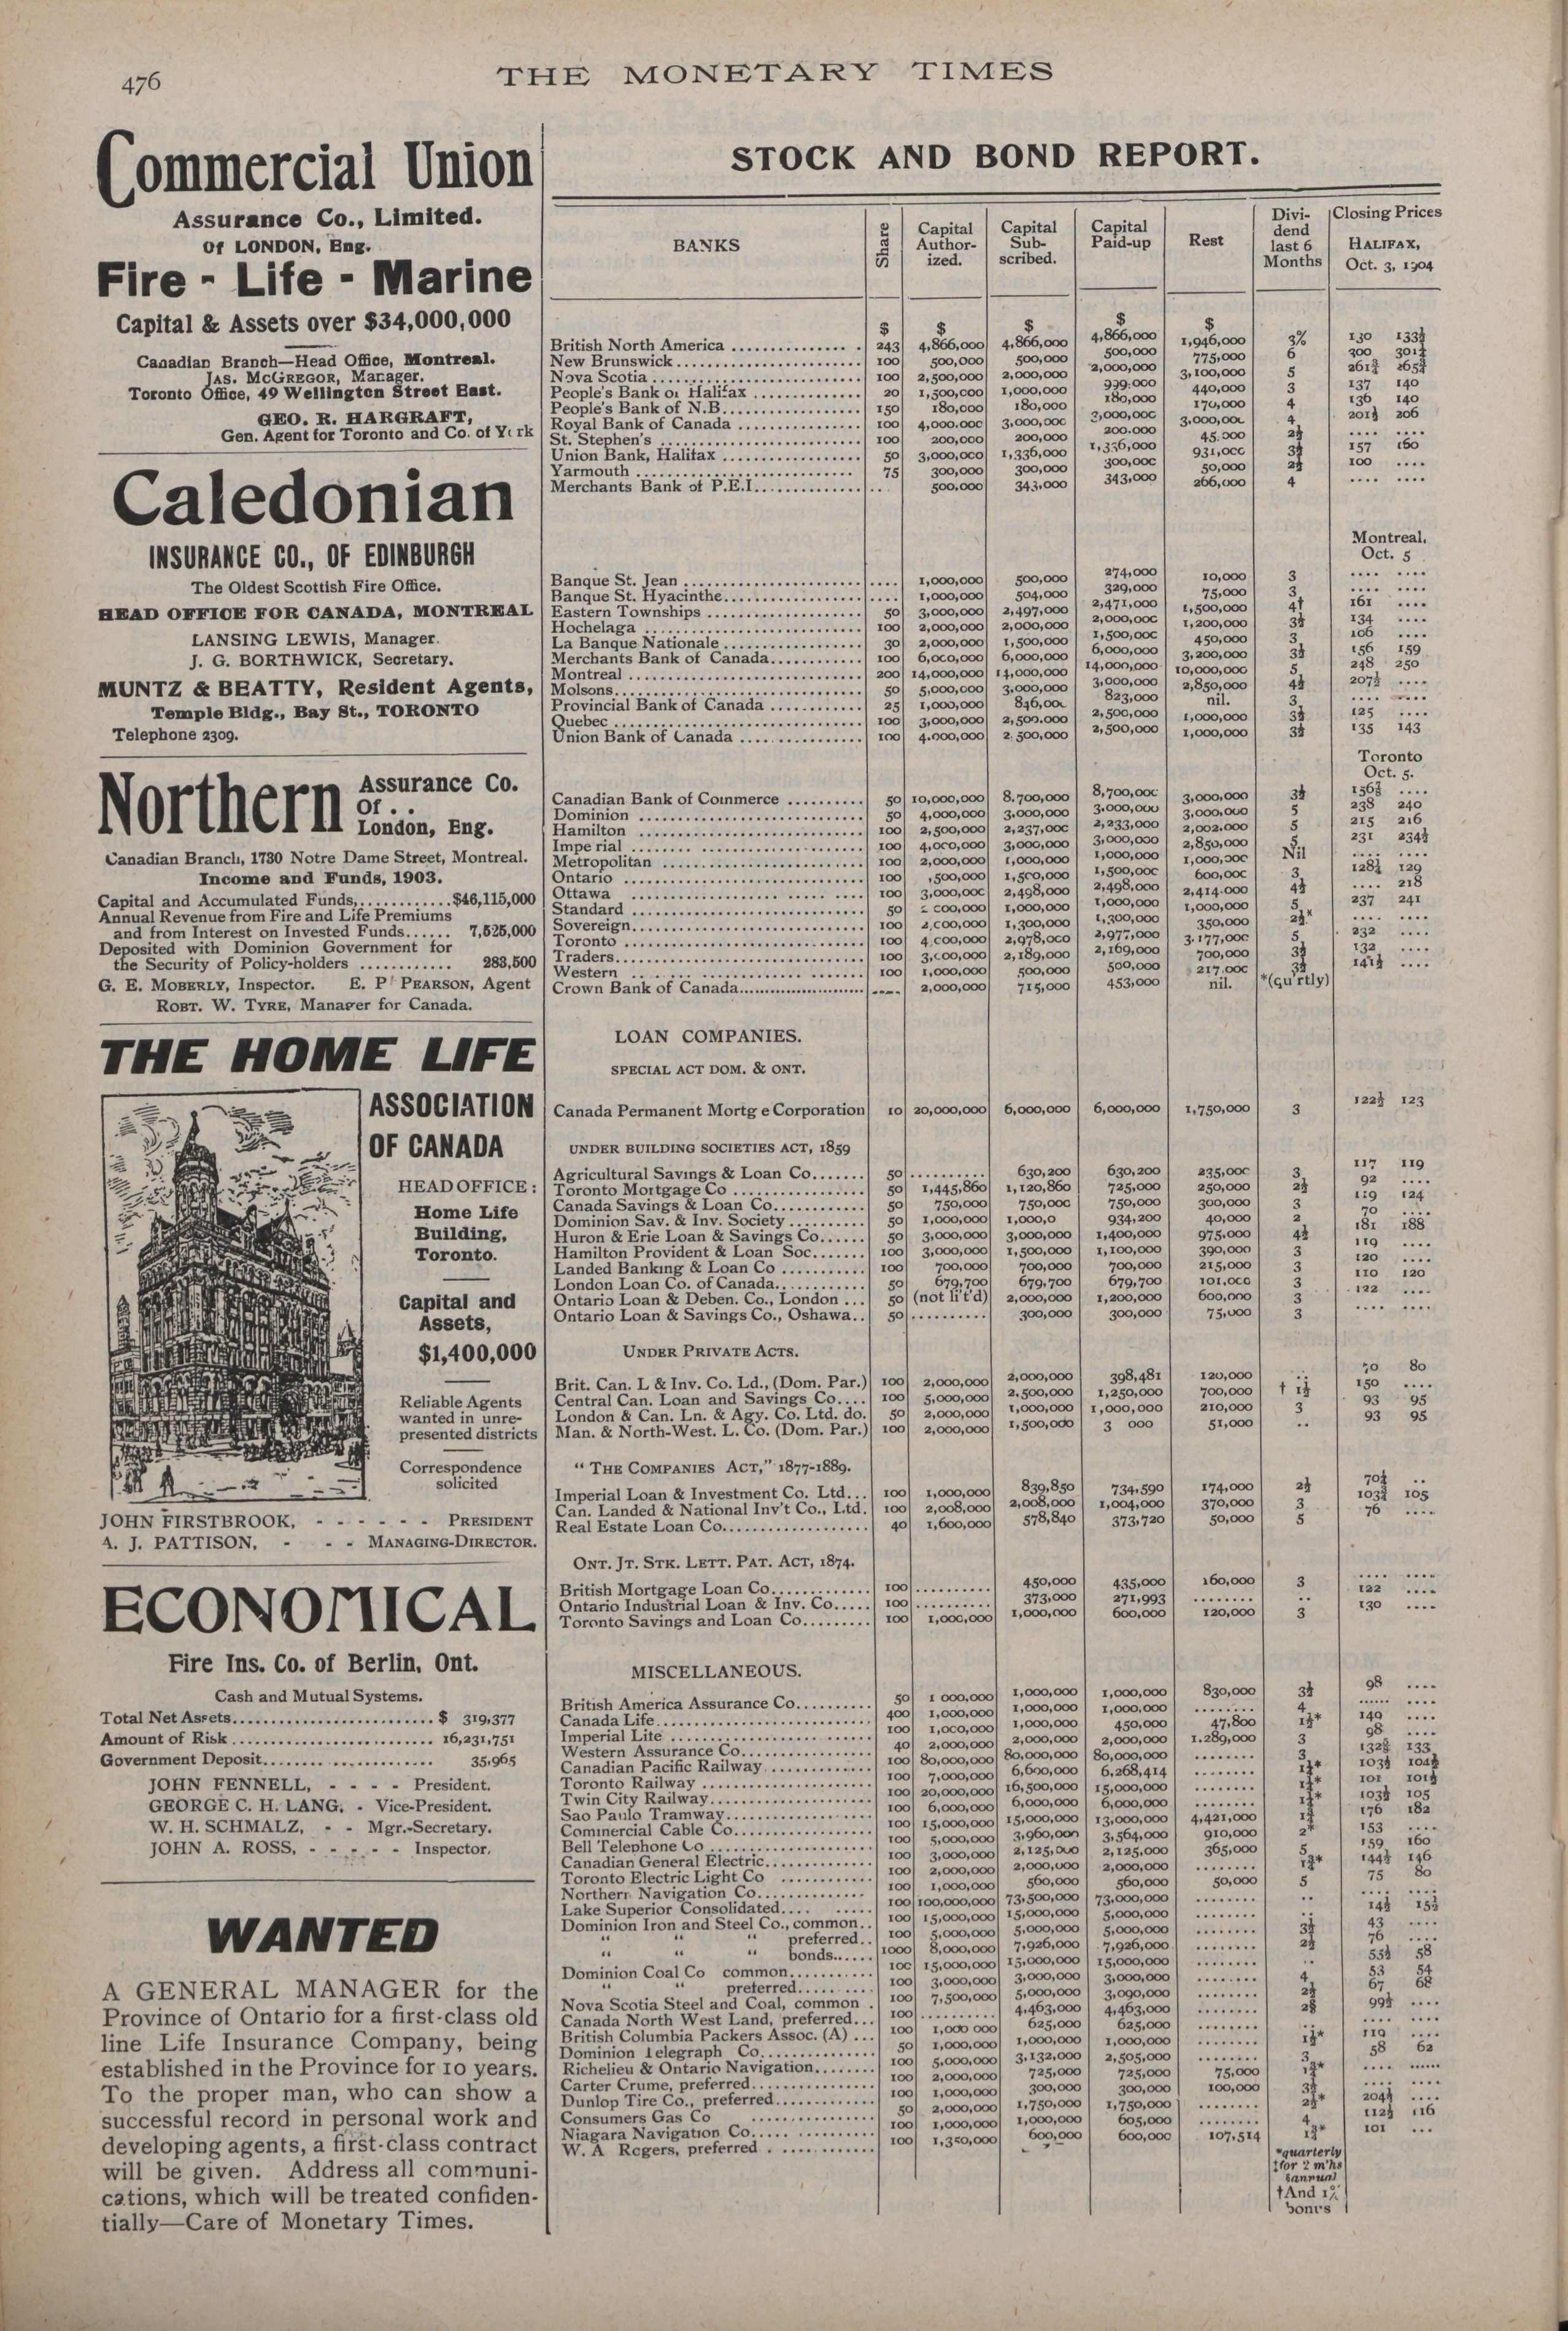 476
THE MONETARY TIMES
Commercial Union
Assurance Co., Limited.
Of LONDON, Eng.
Fire - Life - Marine
Capital & Assets over $34,000,000
Canadian Branch—Head Office, Montreal.
JAS. MCGREGOR, Manager.
Toronto Office, 49 Wellington Street East.
GEO. R. HARGRAFT,
Gen. Agent for Toronto and Co. of York
Caledonian
INSURANCE CO., OF EDINBURGH
The Oldest Scottish Fire Office.
HEAD OFFICE FOR CANADA, MONTREAL
LANSING LEWIS, Manager.
J. G. BORTHWICK, Secretary.
MUNTZ & BEATTY, Resident Agents,
Temple Bldg., Bay St., TORONTO
Telephone 2309.
Northern Assurance Co.
Of . .
London, Eng.
Canadian Branch, 1730 Notre Dame Street, Montreal.
Income and Funds, 1903.
Capital and Accumulated Funds,............$46,115,000
Annual Revenue from Fire and Life Premiums
and from Interest on Invested Funds...... 7,525,000
Deposited with Dominion Government for
the Security of Policy-holders ............ 283,500
G. E. MOBERLY, Inspector. E. P. PEARSON, Agent
ROBT. W. TYRE, Manager for Canada.
THE HOME LIFE
ASSOCIATION
OF CANADA
HEAD OFFICE:
Home Life
Building,
Toronto.
Capital and
Assets,
$1,400,000
Reliable Agents
wanted in unre-
presented districts
Correspondence
solicited
JOHN FIRSTBROOK, - - - - - - PRESIDENT
A. J. PATTISON, - - - MANAGING-DIRECTOR.
ECONOMICAL
Fire Ins. Co. of Berlin, Ont.
Cash and Mutual Systems.
Total Net Assets.......................... $ 319,377
Amount of Risk.......................... 16,231,751
Government Deposit...................... 35,965
JOHN FENNELL, - - - - President.
GEORGE C. H. LANG, - Vice-President.
W. H. SCHMALZ, - - Mgr.-Secretary.
JOHN A. ROSS, - - - - - Inspector.
WANTED
A GENERAL MANAGER for the
Province of Ontario for a first-class old
line Life Insurance Company, being
established in the Province for 10 years.
To the proper man, who can show a
successful record in personal work and
developing agents, a first-class contract
will be given. Address all communi-
cations, which will be treated confiden-
tially—Care of Monetary Times.
STOCK AND BOND REPORT.
BANKS Share Capital Author-ized. Capital Sub-scribed. Capital Paid-up Rest Divi-dend last 6 Months Closing Prices
HALIFAX, Oct. 3, 1904
$ $ $ $ $
British North America 243 4,866,000 4,866,000 4,866,000 1,946,000 3% 130 133½
New Brunswick 100 500,000 500,000 500,000 775,000 6 300 301½
Nova Scotia 100 2,500,000 2,000,000 2,000,000 3,100,000 5 261¾ 265¾
People's Bank of Halifax 20 1,500,000 1,000,000 999,000 440,000 3 137 140
People's Bank of N.B. 150 180,000 180,000 180,000 170,000 4 136 140
Royal Bank of Canada 100 4,000,000 3,000,000 3,000,000 3,000,000 4 201½ 206
St. Stephen's 100 200,000 200,000 200,000 45,000 2½ .... ....
Union Bank, Halifax 50 3,000,000 1,336,000 1,336,000 931,000 3½ 157 160
Yarmouth 75 300,000 300,000 300,000 50,000 2½ 100 ....
Merchants Bank of P.E.I. ... 500,000 343,000 343,000 266,000 4 .... ....
Montreal,
Oct. 5
Banque St. Jean .... 1,000,000 500,000 274,000 10,000 3 .... ....
Banque St. Hyacinthe .... 1,000,000 504,000 329,000 75,000 3 .... ....
Eastern Townships 50 3,000,000 2,497,000 2,471,000 1,500,000 4† 161 ....
Hochelaga 100 2,000,000 2,000,000 2,000,000 1,200,000 3½ 134 ....
La Banque Nationale 30 2,000,000 1,500,000 1,500,000 450,000 3 106 ....
Merchants Bank of Canada 100 6,000,000 6,000,000 6,000,000 3,200,000 3½ 156 159
Montreal 200 14,000,000 14,000,000 14,000,000 10,000,000 5 248 250
Molsons 50 5,000,000 3,000,000 3,000,000 2,850,000 4½ 207½ ....
Provincial Bank of Canada 25 1,000,000 846,000 823,000 nil. 3 .... ....
Quebec 100 3,000,000 2,500,000 2,500,000 1,000,000 3½ 125 ....
Union Bank of Canada 100 4,000,000 2,500,000 2,500,000 1,000,000 3½ 135 143
Toronto
Oct. 5.
Canadian Bank of Commerce 50 10,000,000 8,700,000 8,700,000 3,000,000 3½ ....
Dominion 50 4,000,000 3,000,000 3,000,000 3,000,000 5 238 240
Hamilton 100 2,500,000 2,237,000 2,233,000 2,002,000 5 215 216
Imperial 100 4,000,000 3,000,000 3,000,000 2,850,000 5 231 234½
Metropolitan 100 2,000,000 1,000,000 1,000,000 1,000,000 Nil .... ....
Ontario 100 ,500,000 1,500,000 1,500,000 600,000 3 128¼ 129
Ottawa 100 3,000,000 2,498,000 2,498,000 2,414,000 4½ .... 218
Standard 50 2,000,000 1,000,000 1,000,000 1,000,000 5 237 241
Sovereign 100 2,000,000 1,300,000 1,300,000 350,000 .... ....
Toronto 100 4,000,000 2,978,000 2,977,000 3,177,000 5 232 ....
Traders 100 3,000,000 2,189,000 2,169,000 700,000 3½ 132 ....
Western 100 1,000,000 500,000 500,000 217,000 3½ 141½ ....
Crown Bank of Canada .... 2,000,000 715,000 453,000 nil. *(qu'rtly)
LOAN COMPANIES.
SPECIAL ACT DOM. & ONT.
Canada Permanent Mortg e Corporation 10 20,000,000 6,000,000 6,000,000 1,750,000 3 122½ 123
UNDER BUILDING SOCIETIES ACT, 1859
Agricultural Savings & Loan Co. 50 .......... 630,200 630,200 235,000 3 117 119
Toronto Mortgage Co 50 1,445,860 1,120,860 725,000 250,000 2½ 92 ....
Canada Savings & Loan Co. 50 750,000 750,000 750,000 300,000 3 119 124
Dominion Sav. & Inv. Society 50 1,000,000 1,000,0 934,200 40,000 2 70 ....
Huron & Erie Loan & Savings Co. 50 3,000,000 3,000,000 1,400,000 975,000 4½ 181 188
Hamilton Provident & Loan Soc. 100 3,000,000 1,500,000 1,100,000 390,000 3 119 ....
Landed Banking & Loan Co 100 700,000 700,000 700,000 215,000 3 120 ....
London Loan Co. of Canada. 50 679,700 679,700 679,700 101,000 3 110 120
Ontario Loan & Deben. Co., London ... 50 (not li't'd) 2,000,000 1,200,000 600,000 3 122 ....
Ontario Loan & Savings Co., Oshawa.. 50 .......... 300,000 300,000 75,000 3 .... ....
UNDER PRIVATE ACTS.
Brit. Can. L & Inv. Co. Ld., (Dom. Par.) 100 2,000,000 2,000,000 398,481 120,000 .. 70 80
Central Can. Loan and Savings Co.... 100 5,000,000 2,500,000 1,250,000 700,000 † 1½ 150 ....
London & Can. Ln. & Agy. Co. Ltd. do. 50 2,000,000 1,000,000 1,000,000 210,000 3 93 95
Man. & North-West. L. Co. (Dom. Par.) 100 2,000,000 1,500,000 3 000 51,000 .. 93 95
"THE COMPANIES ACT," 1877-1889.
Imperial Loan & Investment Co. Ltd... 100 1,000,000 839,850 734,590 174,000 2½ 70½ ..
Can. Landed & National Inv't Co., Ltd. 100 2,008,000 2,008,000 1,004,000 370,000 3 103¾ 105
Real Estate Loan Co. 40 1,600,000 578,840 373,720 50,000 5 76 ....
ONT. JT. STK. LETT. PAT. ACT, 1874.
British Mortgage Loan Co. 100 .......... 450,000 435,000 160,000 3 .... ....
Ontario Industrial Loan & Inv. Co. 100 .......... 373,000 271,993 ........ .. 122 ....
Toronto Savings and Loan Co. 100 1,000,000 1,000,000 600,000 120,000 3 130 ....
MISCELLANEOUS.
British America Assurance Co. 50 1 000,000 1,000,000 1,000,000 830,000 3½ 98 ....
Canada Life 400 1,000,000 1,000,000 1,000,000 ........ 4 ...... ....
Imperial Life 100 1,000,000 1,000,000 450,000 47,800 149 ....
Western Assurance Co. 40 2,000,000 2,000,000 2,000,000 1,289,000 3 98 ....
Canadian Pacific Railway 100 80,000,000 80,000,000 80,000,000 ........ 3 133
Toronto Railway 100 7,000,000 6,600,000 6,268,414 ........ 103½ 104½
Twin City Railway 100 20,000,000 16,500,000 15,000,000 ........ 101 101½
Sao Paulo Tramway 100 6,000,000 6,000,000 6,000,000 ........ 103½ 105
Commercial Cable Co. 100 15,000,000 15,000,000 13,000,000 4,421,000 176 182
Bell Telephone Co 100 5,000,000 3,960,000 3,564,000 910,000 2* 153 ....
Canadian General Electric 100 3,000,000 2,125,000 2,125,000 365,000 5 159 160
Toronto Electric Light Co 100 2,000,000 2,000,000 2,000,000 ........ 144½ 146
Northern Navigation Co. 100 1,000,000 560,000 560,000 50,000 5 75 80
Lake Superior Consolidated 100 100,000,000 73,500,000 73,000,000 ........ .. .... ....
Dominion Iron and Steel Co., common.. 100 15,000,000 15,000,000 5,000,000 ........ .. 14½ 15½
" " " preferred.. 100 5,000,000 5,000,000 5,000,000 ........ 3½ 43 ....
" " " bonds...... 1000 8,000,000 7,926,000 7,926,000 ........ 2½ 76 ....
Dominion Coal Co common 100 15,000,000 15,000,000 15,000,000 ........ .. 55½ 58
" " preferred 100 3,000,000 3,000,000 3,000,000 ........ 4 53 54
Nova Scotia Steel and Coal, common . 100 7,500,000 5,000,000 3,090,000 ........ 2½ 67 68
Canada North West Land, preferred... 100 .......... 4,463,000 4,463,000 ........ 99½ ....
British Columbia Packers Assoc. (A) ... 100 1,000 000 625,000 625,000 ........ .. .... ....
Dominion Telegraph Co. 50 1,000,000 1,000,000 1,000,000 ........ 1½* 119 ....
Richelieu & Ontario Navigation 100 5,000,000 3,132,000 2,505,000 ........ 3 58 62
Carter Crume, preferred 100 2,000,000 725,000 725,000 75,000 .... ......
Dunlop Tire Co., preferred 100 1,000,000 300,000 300,000 100,000 3½ .... ....
Consumers Gas Co 50 2,000,000 1,750,000 1,750,000 ........ 2½* 204½ ....
Niagara Navigation Co. 100 1,000,000 1,000,000 605,000 ........ 4 112½ 116
W. A Rogers, preferred 100 1,350,000 600,000 600,000 107,514 101 ...
*quarterly
‡for 2 m'hs
§annual
†And 1%
bonus